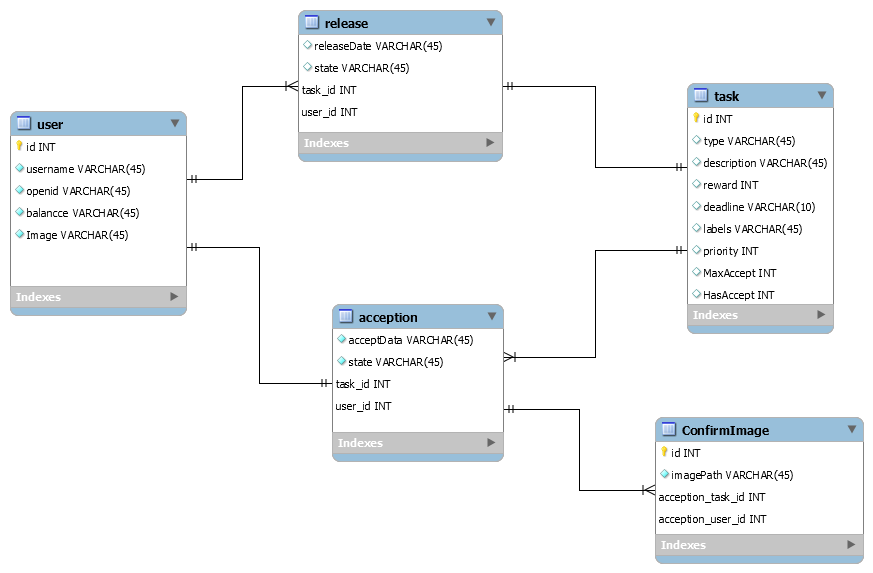 release
releaseDate VARCHAR(45)
state VARCHAR(45)
task_id INT
user_id INT
Indexes
user
id INT
username VARCHAR(45)
openid VARCHAR(45)
balancce VARCHAR(45)
Image VARCHAR(45)
Indexes
task
id INT
type VARCHAR(45)
description VARCHAR(45)
reward INT
deadline VARCHAR(10)
labels VARCHAR(45)
priority INT
MaxAccept INT
HasAccept INT
Indexes
acception
acceptData VARCHAR(45)
state VARCHAR(45)
task_id INT
user_id INT
Indexes
ConfirmImage
id INT
imagePath VARCHAR(45)
acception_task_id INT
acception_user_id INT
Indexes